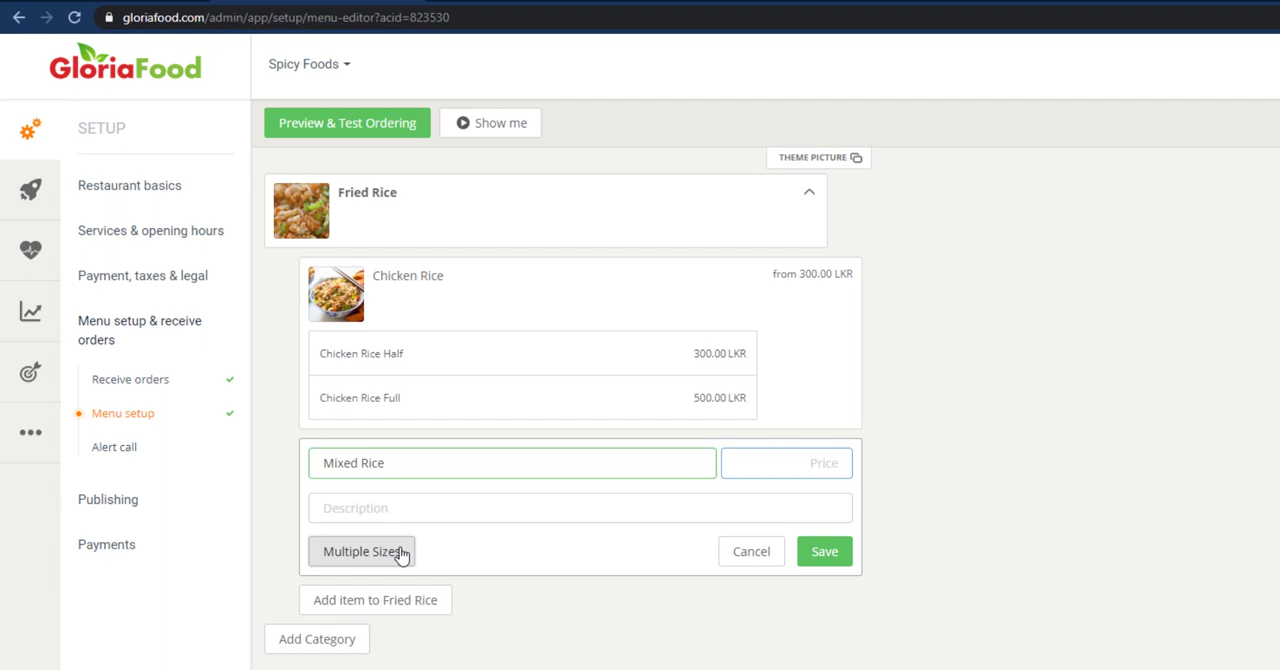 gloriafood.com/admin/app/setup/menu-editor?acid=823530
GloriaFood
Spicy Foods
SETUP
Preview & Test Ordering
Show me
THEME PICTURE
Restaurant basics
Services & opening hours
Payment, taxes & legal
Menu setup & receive
orders
Receive orders
Menu setup
Alert call
Publishing
Payments
Fried Rice
Chicken Rice
from 300.00 LKR
Chicken Rice Half
300.00 LKR
Chicken Rice Full
500.00 LKR
Mixed Rice
Price
Description
Multiple Sizes
Cancel
Save
Add item to Fried Rice
Add Category